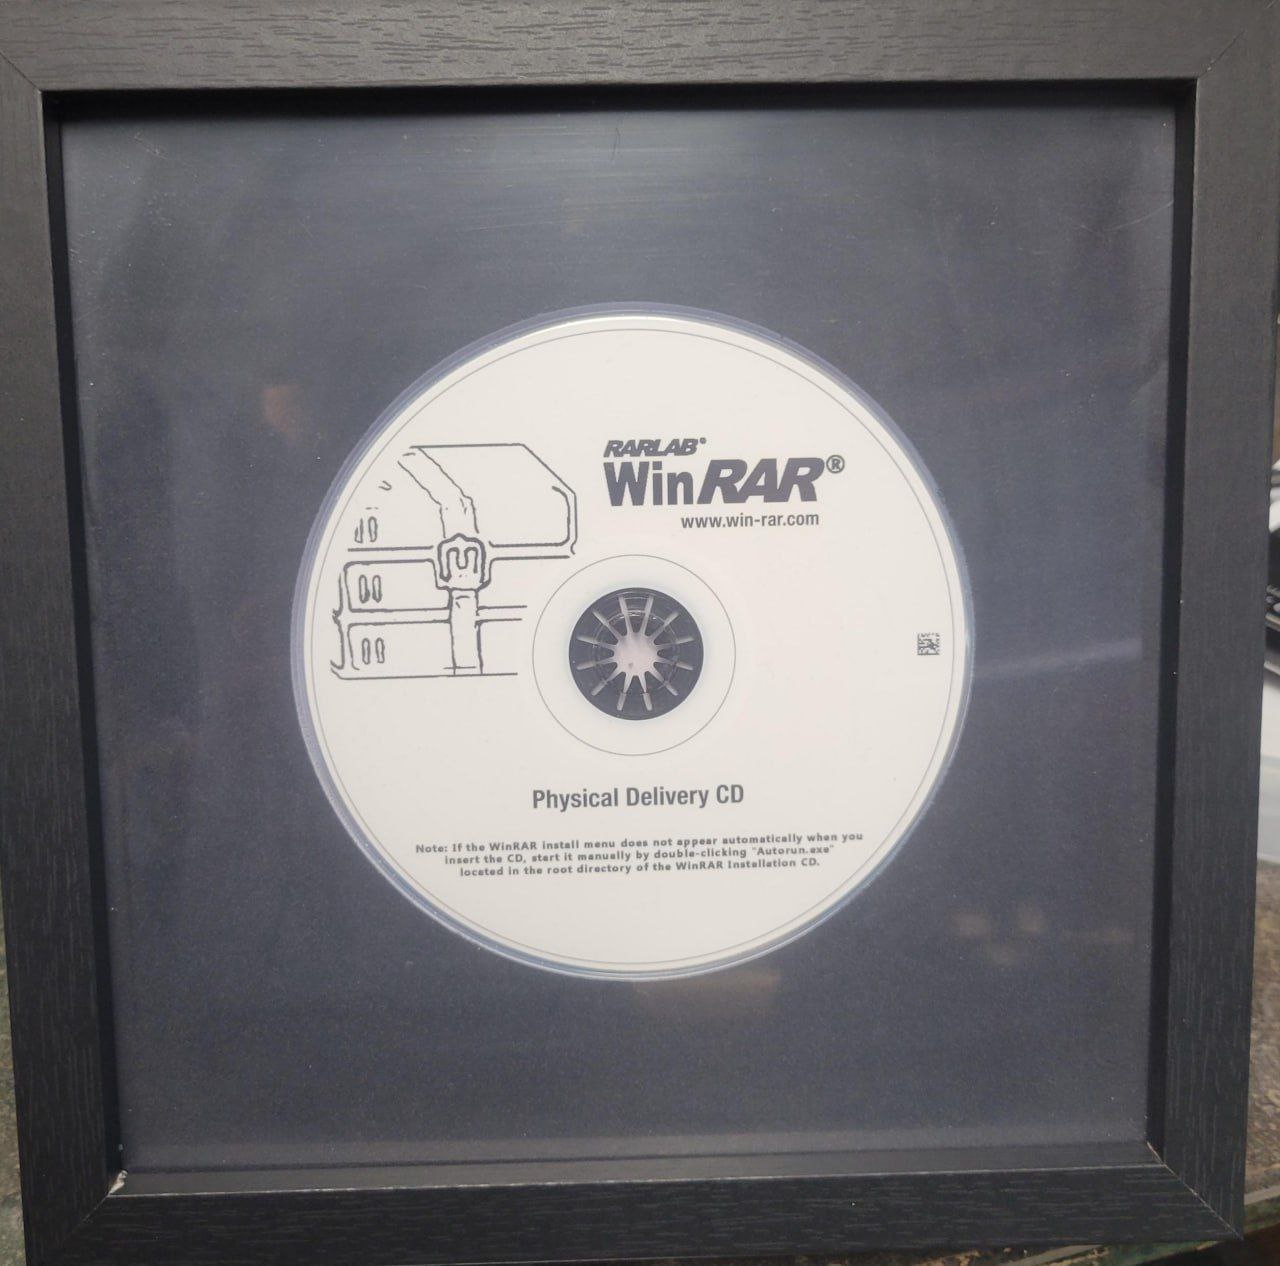 RARLAB®
WinRAR®
www.win-rar.com
Physical Delivery CD
Note: If the WinRAR install menu does not appear automatically when you
insert the CD, start it manually by double-clicking "Autorun.exe"
located in the root directory of the WinRAR Installation CD.